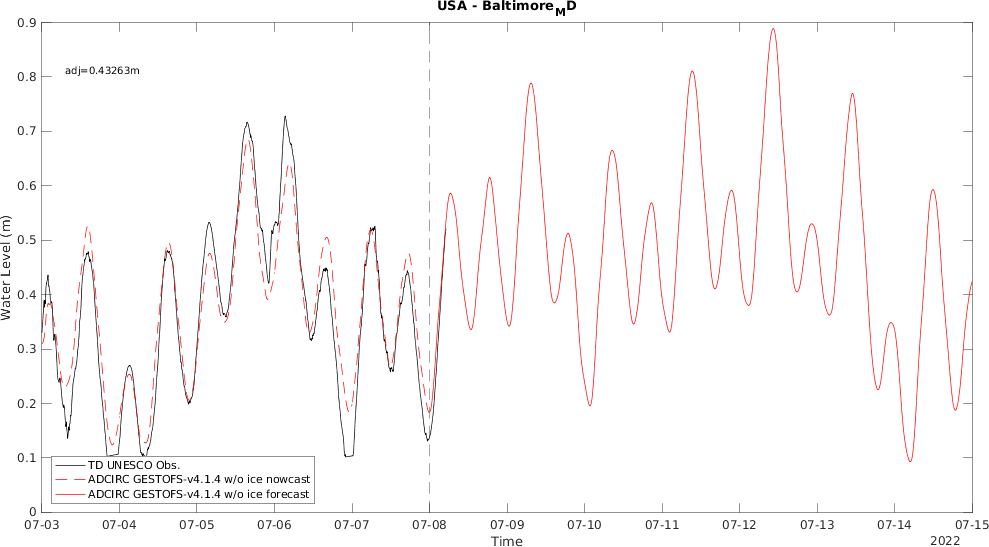 USA - Baltimore_MD
0.9
adj=0.43263m
0.8
0.7
0.6
0.5
0.4
0.3
0.2
0.1
0
Water Level (m)
TD UNESCO Obs.
ADCIRC GESTOFS-v4.1.4 w/o ice nowcast
ADCIRC GESTOFS-v4.1.4 w/o ice forecast
07-03 07-04 07-05 07-06 07-07 07-08 07-09 07-10 07-11 07-12 07-13 07-14 07-15
Time
2022